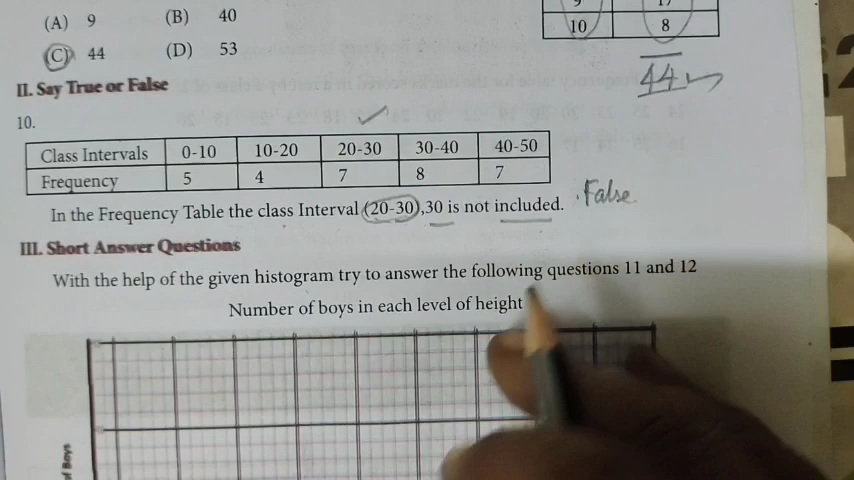 (A) 9 (B) 40
(C) 44 (D) 53
10 8
44
II. Say True or False
10.
Class Intervals 0-10 10-20 20-30 30-40 40-50
Frequency 5 4 7 8 7
In the Frequency Table the class Interval (20-30),30 is not included. False
III. Short Answer Questions
With the help of the given histogram try to answer the following questions 11 and 12
Number of boys in each level of height
of Boys